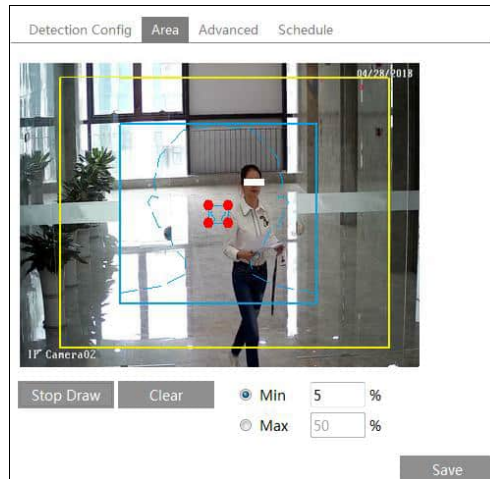 Detection Config Area Advanced Schedule
04/28/2018
IP Camera02
Stop Draw Clear Min 5 %
Max 50 %
Save